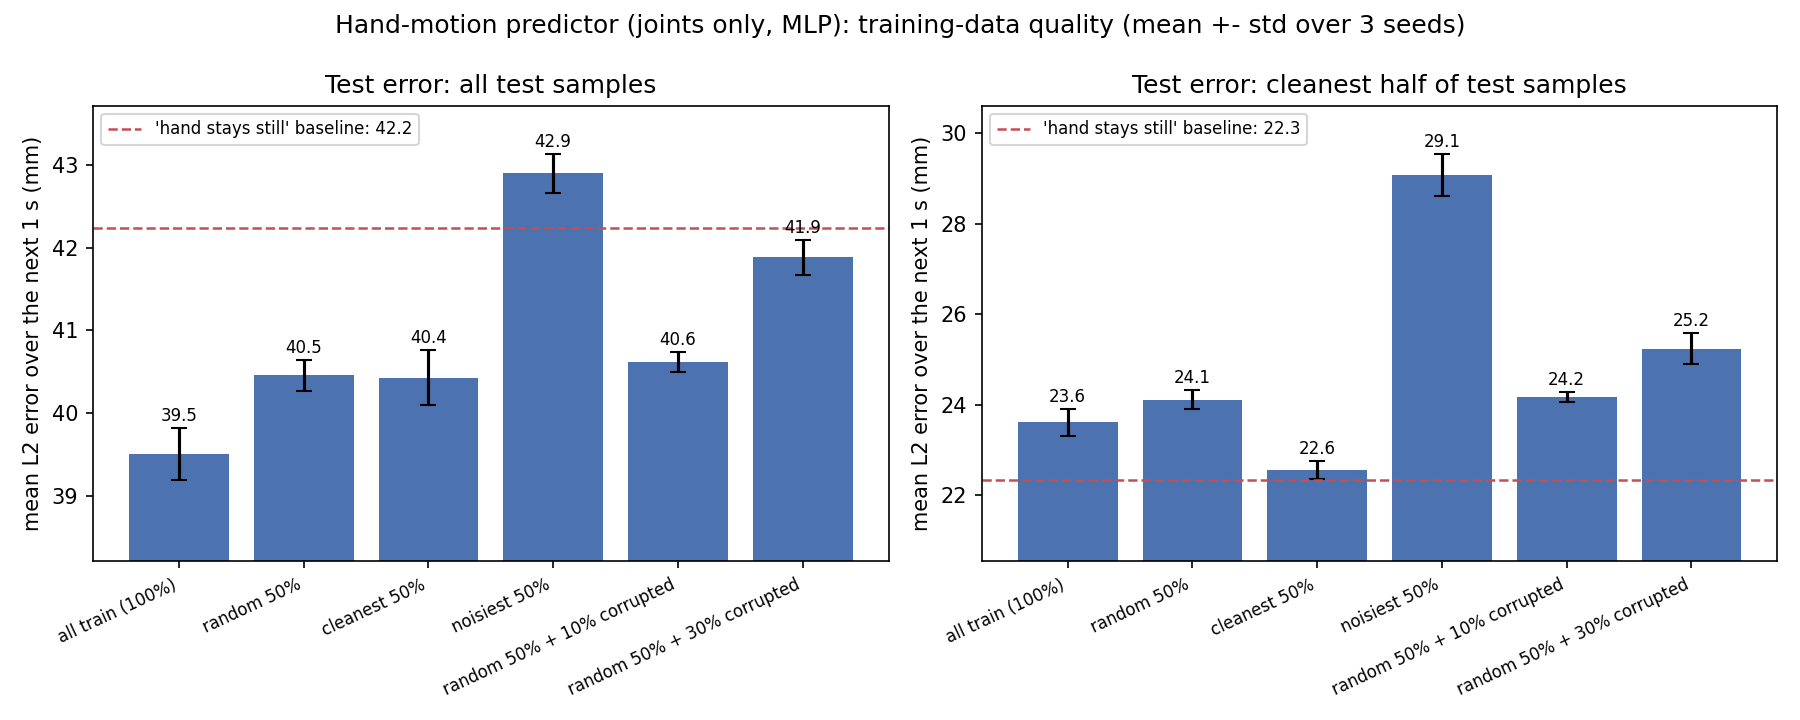 Hand-motion predictor (joints only, MLP): training-data quality (mean +- std over 3 seeds)
Test error: all test samples
mean L2 error over the next 1 s (mm)
43
42
41
40
39
'hand stays still' baseline: 42.2
39.5
40.5
40.4
42.9
40.6
41.9
all train (100%)
random 50%
cleanest 50%
noisiest 50%
random 50% + 10% corrupted
random 50% + 30% corrupted
Test error: cleanest half of test samples
mean L2 error over the next 1 s (mm)
30
28
26
24
22
'hand stays still' baseline: 22.3
23.6
24.1
22.6
29.1
24.2
25.2
all train (100%)
random 50%
cleanest 50%
noisiest 50%
random 50% + 10% corrupted
random 50% + 30% corrupted